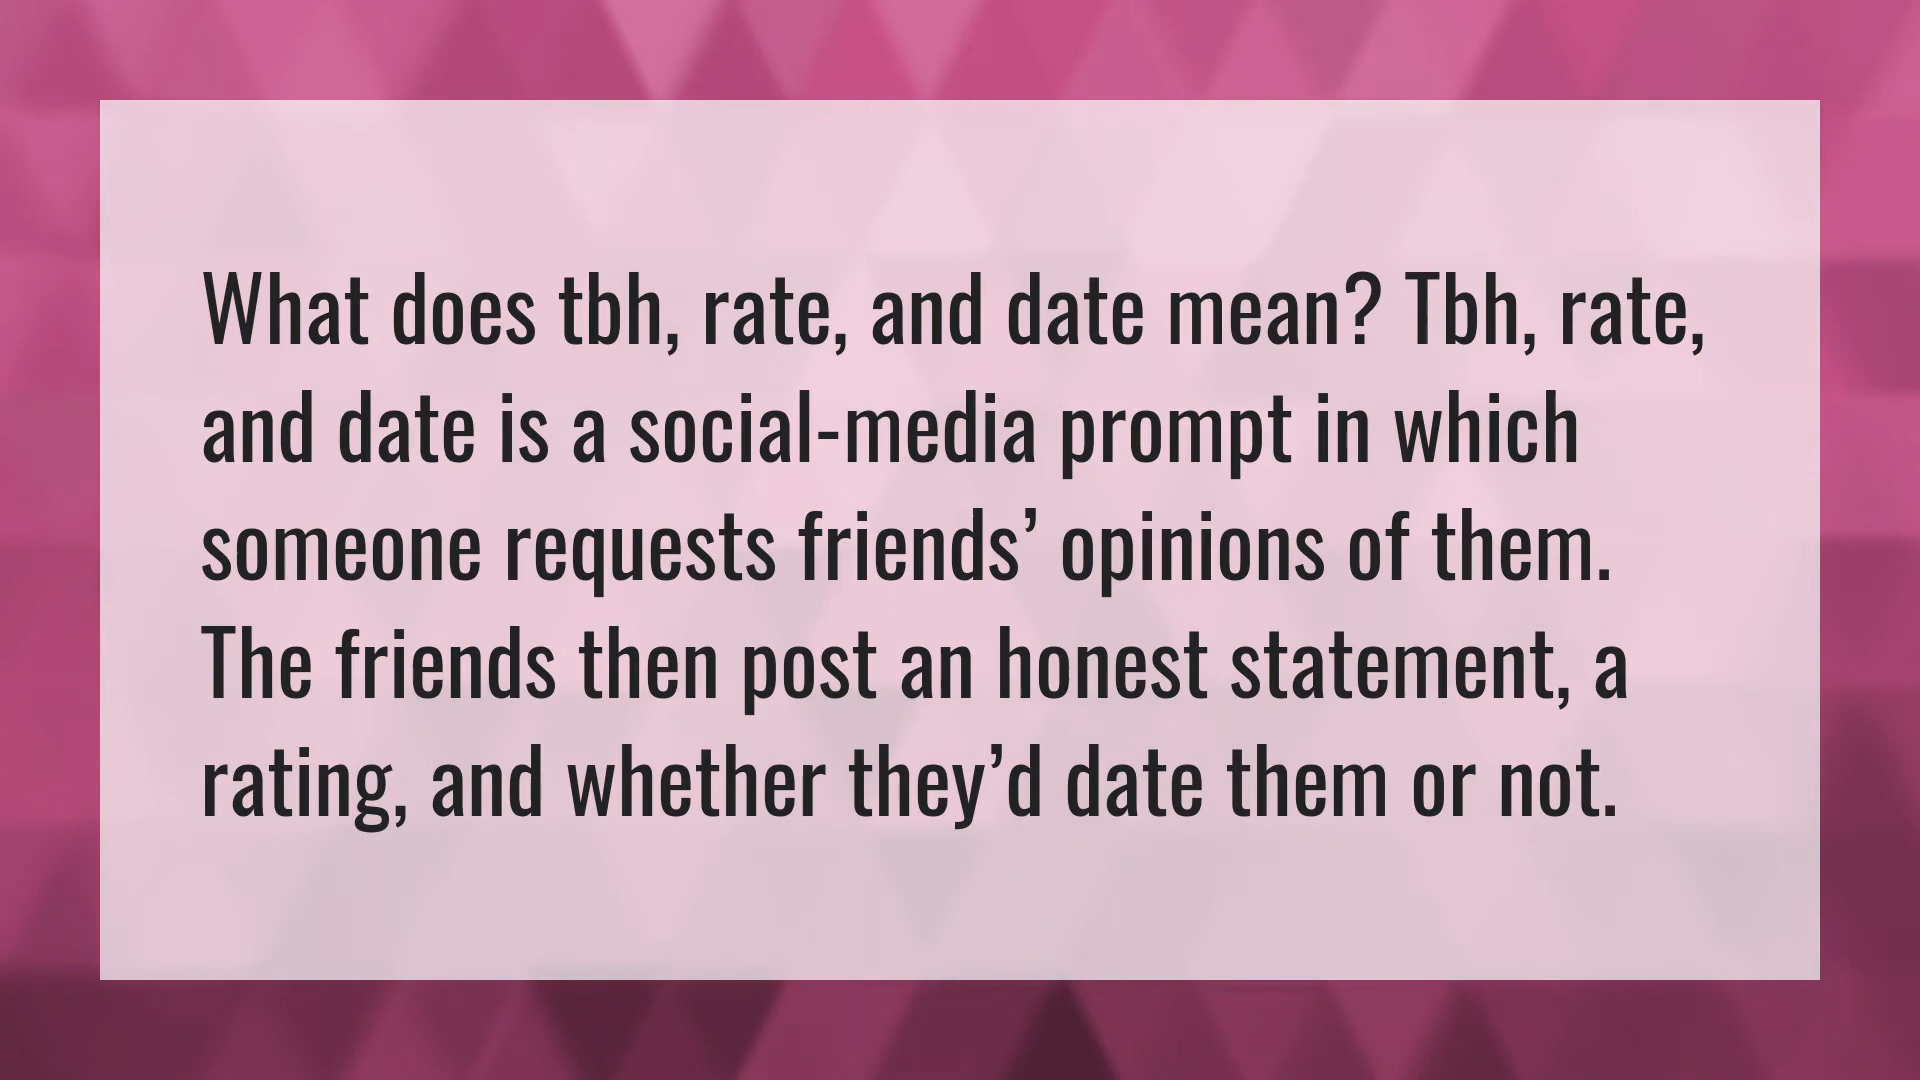 What does tbh, rate, and date mean? Tbh, rate,
and date is a social-media prompt in which
someone requests friends’ opinions of them.
The friends then post an honest statement, a
rating, and whether they’d date them or not.